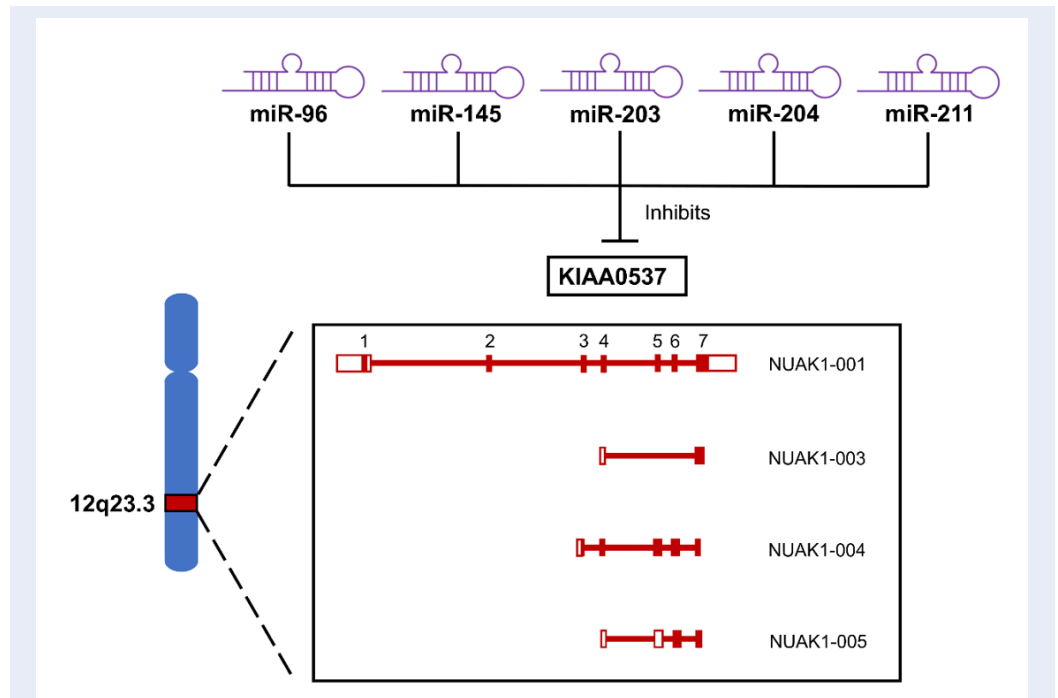 miR-96 miR-145 miR-203 miR-204 miR-211
Inhibits
KIAA0537
1 2 3 4 5 6 7
NUAK1-001
NUAK1-003
12q23.3
NUAK1-004
NUAK1-005